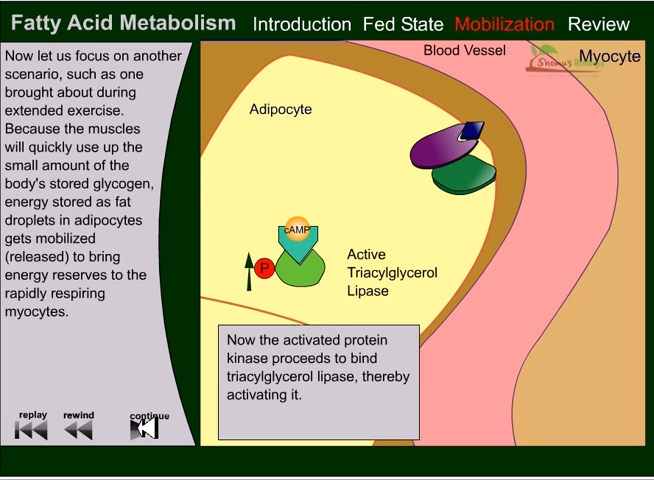 Fatty Acid Metabolism Introduction Fed State Mobilization Review
Now let us focus on another
scenario, such as one
brought about during
extended exercise.
Because the muscles
will quickly use up the
small amount of the
body's stored glycogen,
energy stored as fat
droplets in adipocytes
gets mobilized
(released) to bring
energy reserves to the
rapidly respiring
myocytes.
replay rewind continue
Blood Vessel
Shomu's Biology
Myocyte
Adipocyte
cAMP
P
Active
Triacylglycerol
Lipase
Now the activated protein
kinase proceeds to bind
triacylglycerol lipase, thereby
activating it.